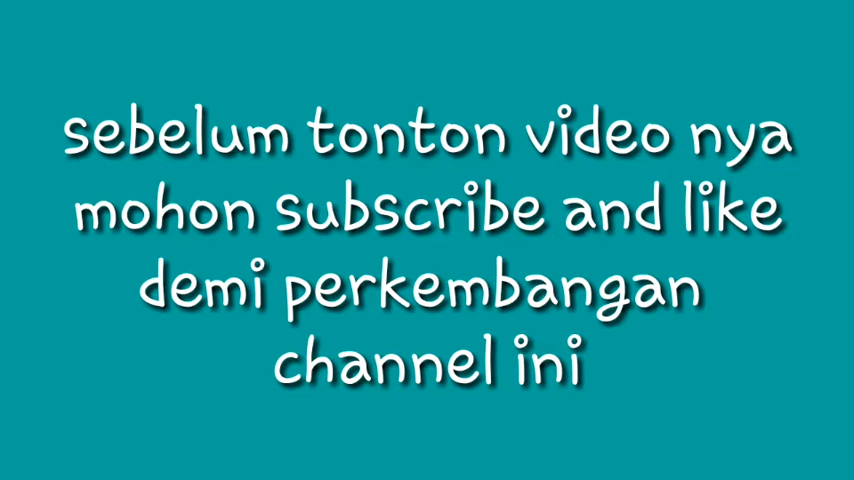 sebelum tonton video nya
mohon subscribe and like
demi perkembangan
channel ini